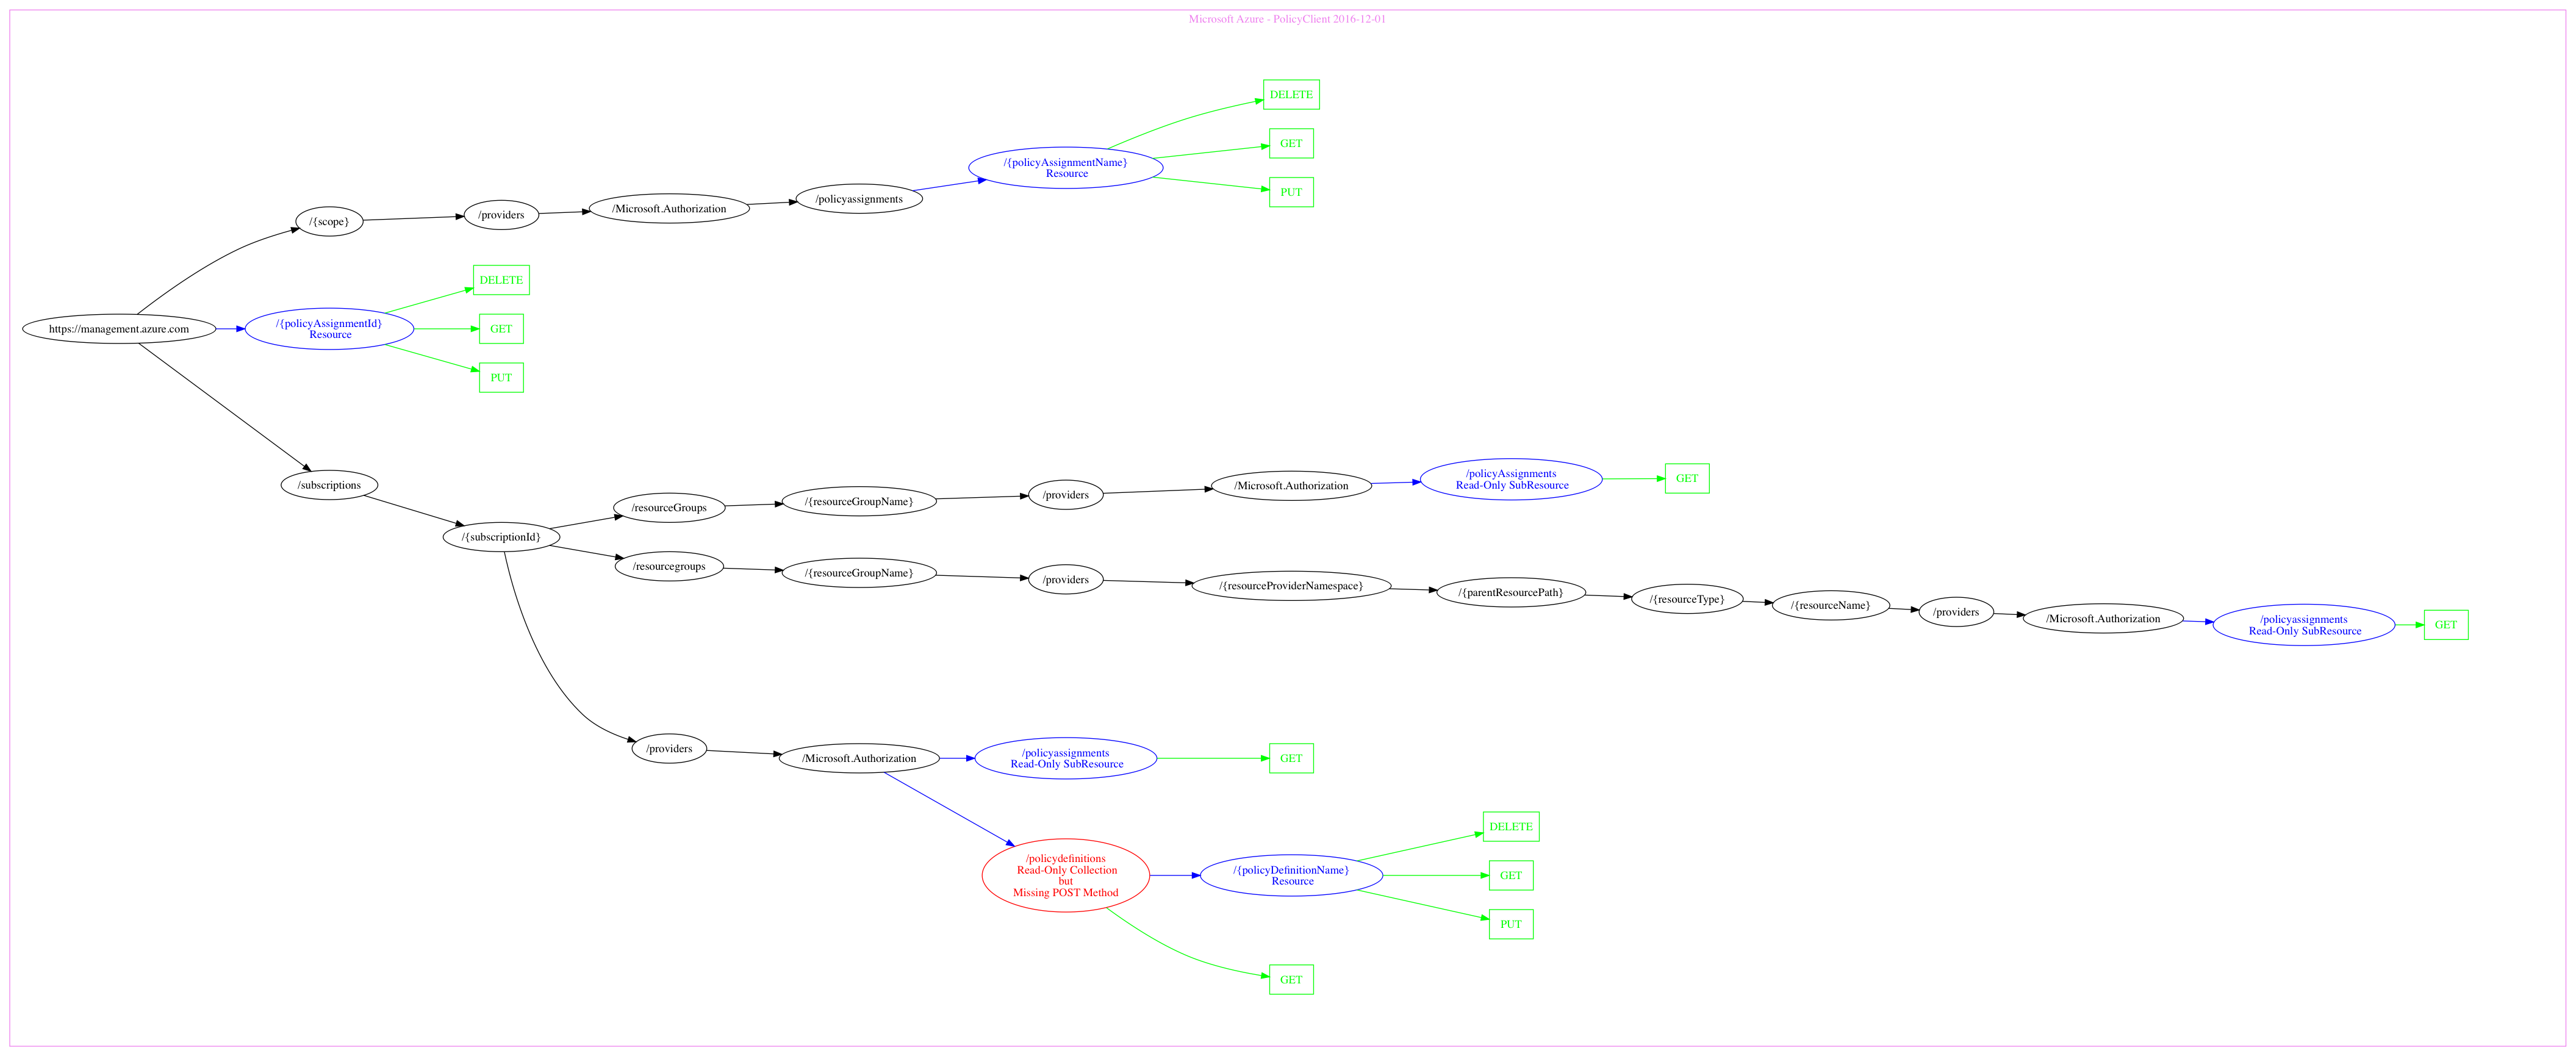 Microsoft Azure - PolicyClient 2016-12-01
DELETE
GET
PUT
/{policyAssignmentName}
Resource
/policyassignments
/Microsoft.Authorization
/providers
/{scope}
DELETE
GET
PUT
/{policyAssignmentId}
Resource
https://management.azure.com
/subscriptions
/{subscriptionId}
/resourceGroups
/{resourceGroupName}
/providers
/Microsoft.Authorization
/policyAssignments
Read-Only SubResource
GET
/resourcegroups
/{resourceGroupName}
/providers
/{resourceProviderNamespace}
/{parentResourcePath}
/{resourceType}
/{resourceName}
/providers
/Microsoft.Authorization
/policyassignments
Read-Only SubResource
GET
/providers
/Microsoft.Authorization
/policyassignments
Read-Only SubResource
GET
/policydefinitions
Read-Only Collection
but
Missing POST Method
/{policyDefinitionName}
Resource
DELETE
GET
PUT
GET